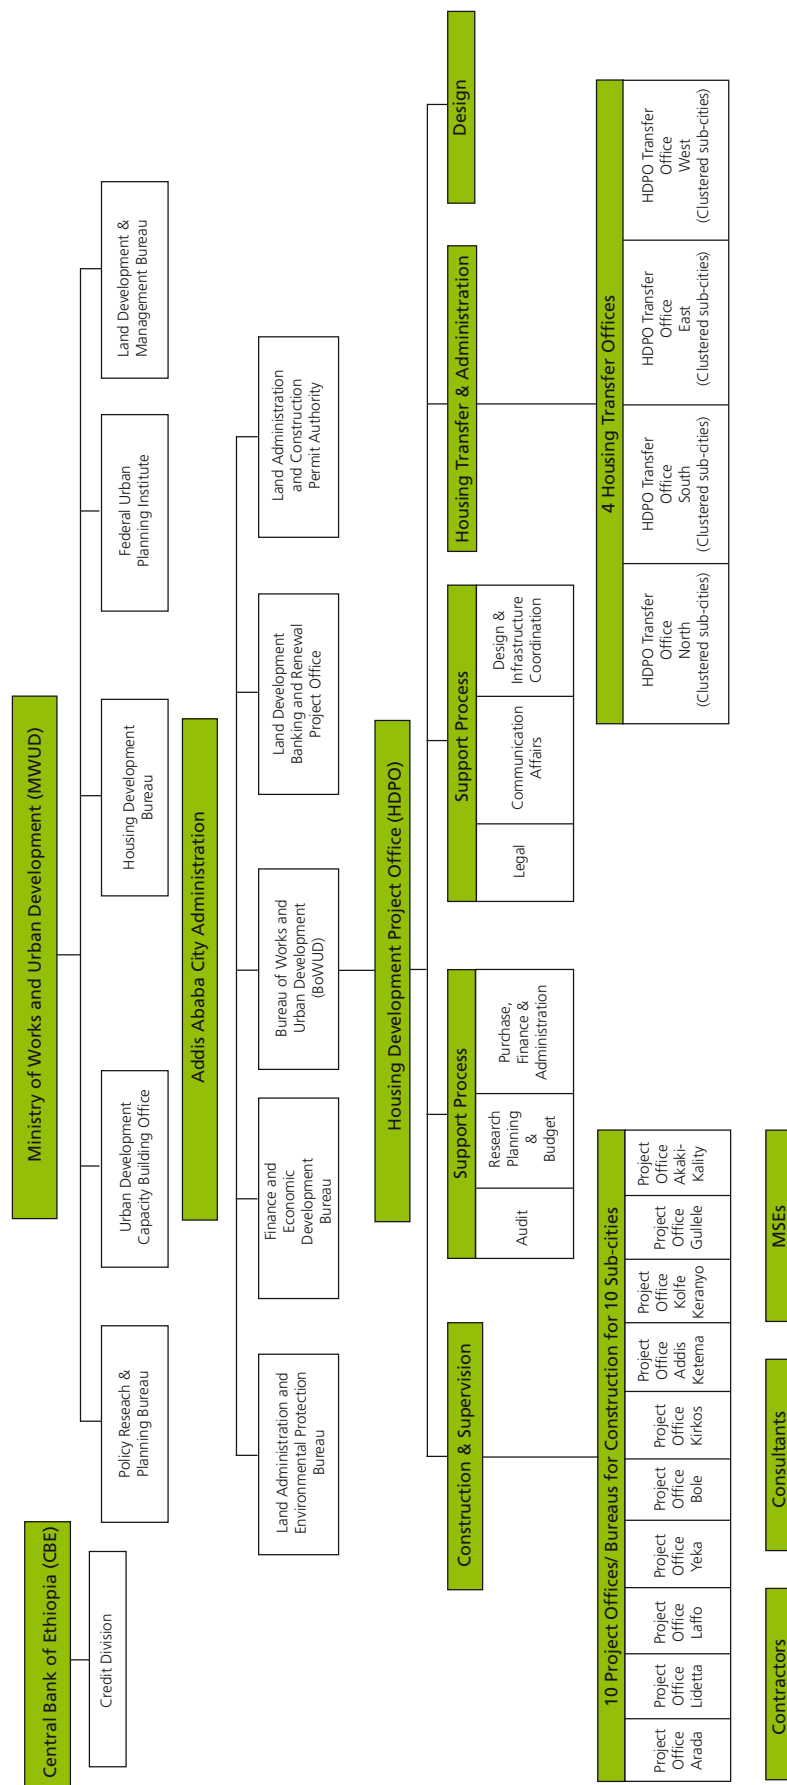 Central Bank of Ethiopia (CBE)
Credit Division
Ministry of Works and Urban Development (MWUD)
Policy Reseach &
Planning Bureau
Urban Development
Capacity Building Office
Housing Development
Bureau
Federal Urban
Planning Institute
Land Development &
Management Bureau
Addis Ababa City Administration
Land Administration and
Environmental Protection
Bureau
Finance and
Economic
Development
Bureau
Bureau of Works and
Urban Development
(BoWUD)
Land Development
Banking and Renewal
Project Office
Land Administration
and Construction
Permit Authority
Housing Development Project Office (HDPO)
Construction & Supervision
Support Process
Audit
Research
Planning
&
Budget
Purchase,
Finance &
Administration
Support Process
Legal
Communication
Affairs
Design &
Infrastructure
Coordination
Housing Transfer & Administration
Design
10 Project Offices/ Bureaus for Construction for 10 Sub-cities
Project
Office
Arada
Project
Office
Lidetta
Project
Office
Laffo
Project
Office
Yeka
Project
Office
Bole
Project
Office
Kirkos
Project
Office
Addis
Ketema
Project
Office
Kolfe
Keranyo
Project
Office
Gullele
Project
Office
Akaki-
Kality
4 Housing Transfer Offices
HDPO Transfer
Office
North
(Clustered sub-cities)
HDPO Transfer
Office
South
(Clustered sub-cities)
HDPO Transfer
Office
East
(Clustered sub-cities)
HDPO Transfer
Office
West
(Clustered sub-cities)
Contractors
Consultants
MSEs